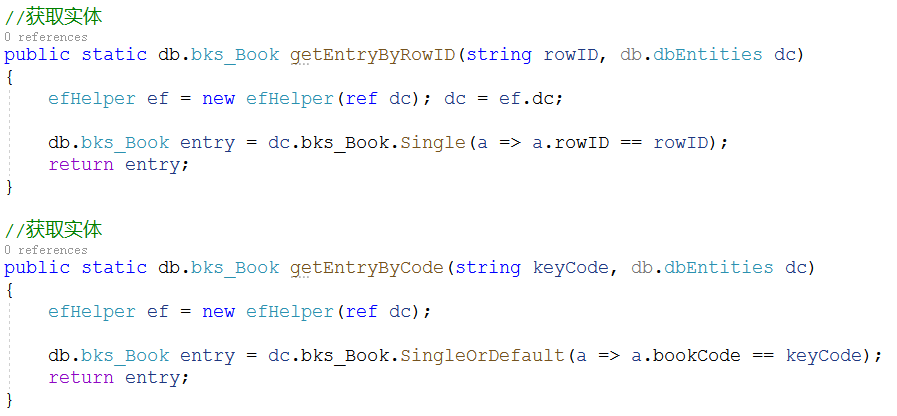 //获取实体
0 references
public static db.bks_Book getEntryByRowID(string rowID, db.dbEntities dc)
{
efHelper ef = new efHelper(ref dc); dc = ef.dc;
db.bks_Book entry = dc.bks_Book.Single(a => a.rowID == rowID);
return entry;
}
//获取实体
0 references
public static db.bks_Book getEntryByCode(string keyCode, db.dbEntities dc)
{
efHelper ef = new efHelper(ref dc);
db.bks_Book entry = dc.bks_Book.SingleOrDefault(a => a.bookCode == keyCode);
return entry;
}